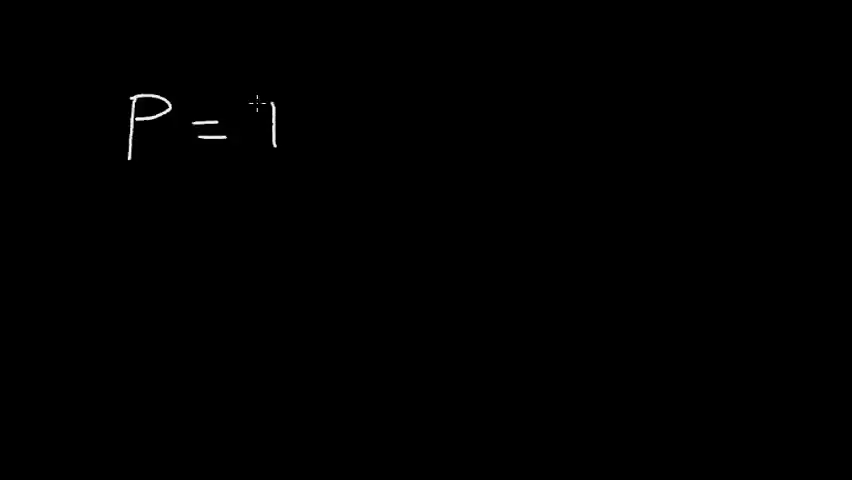 P = 1